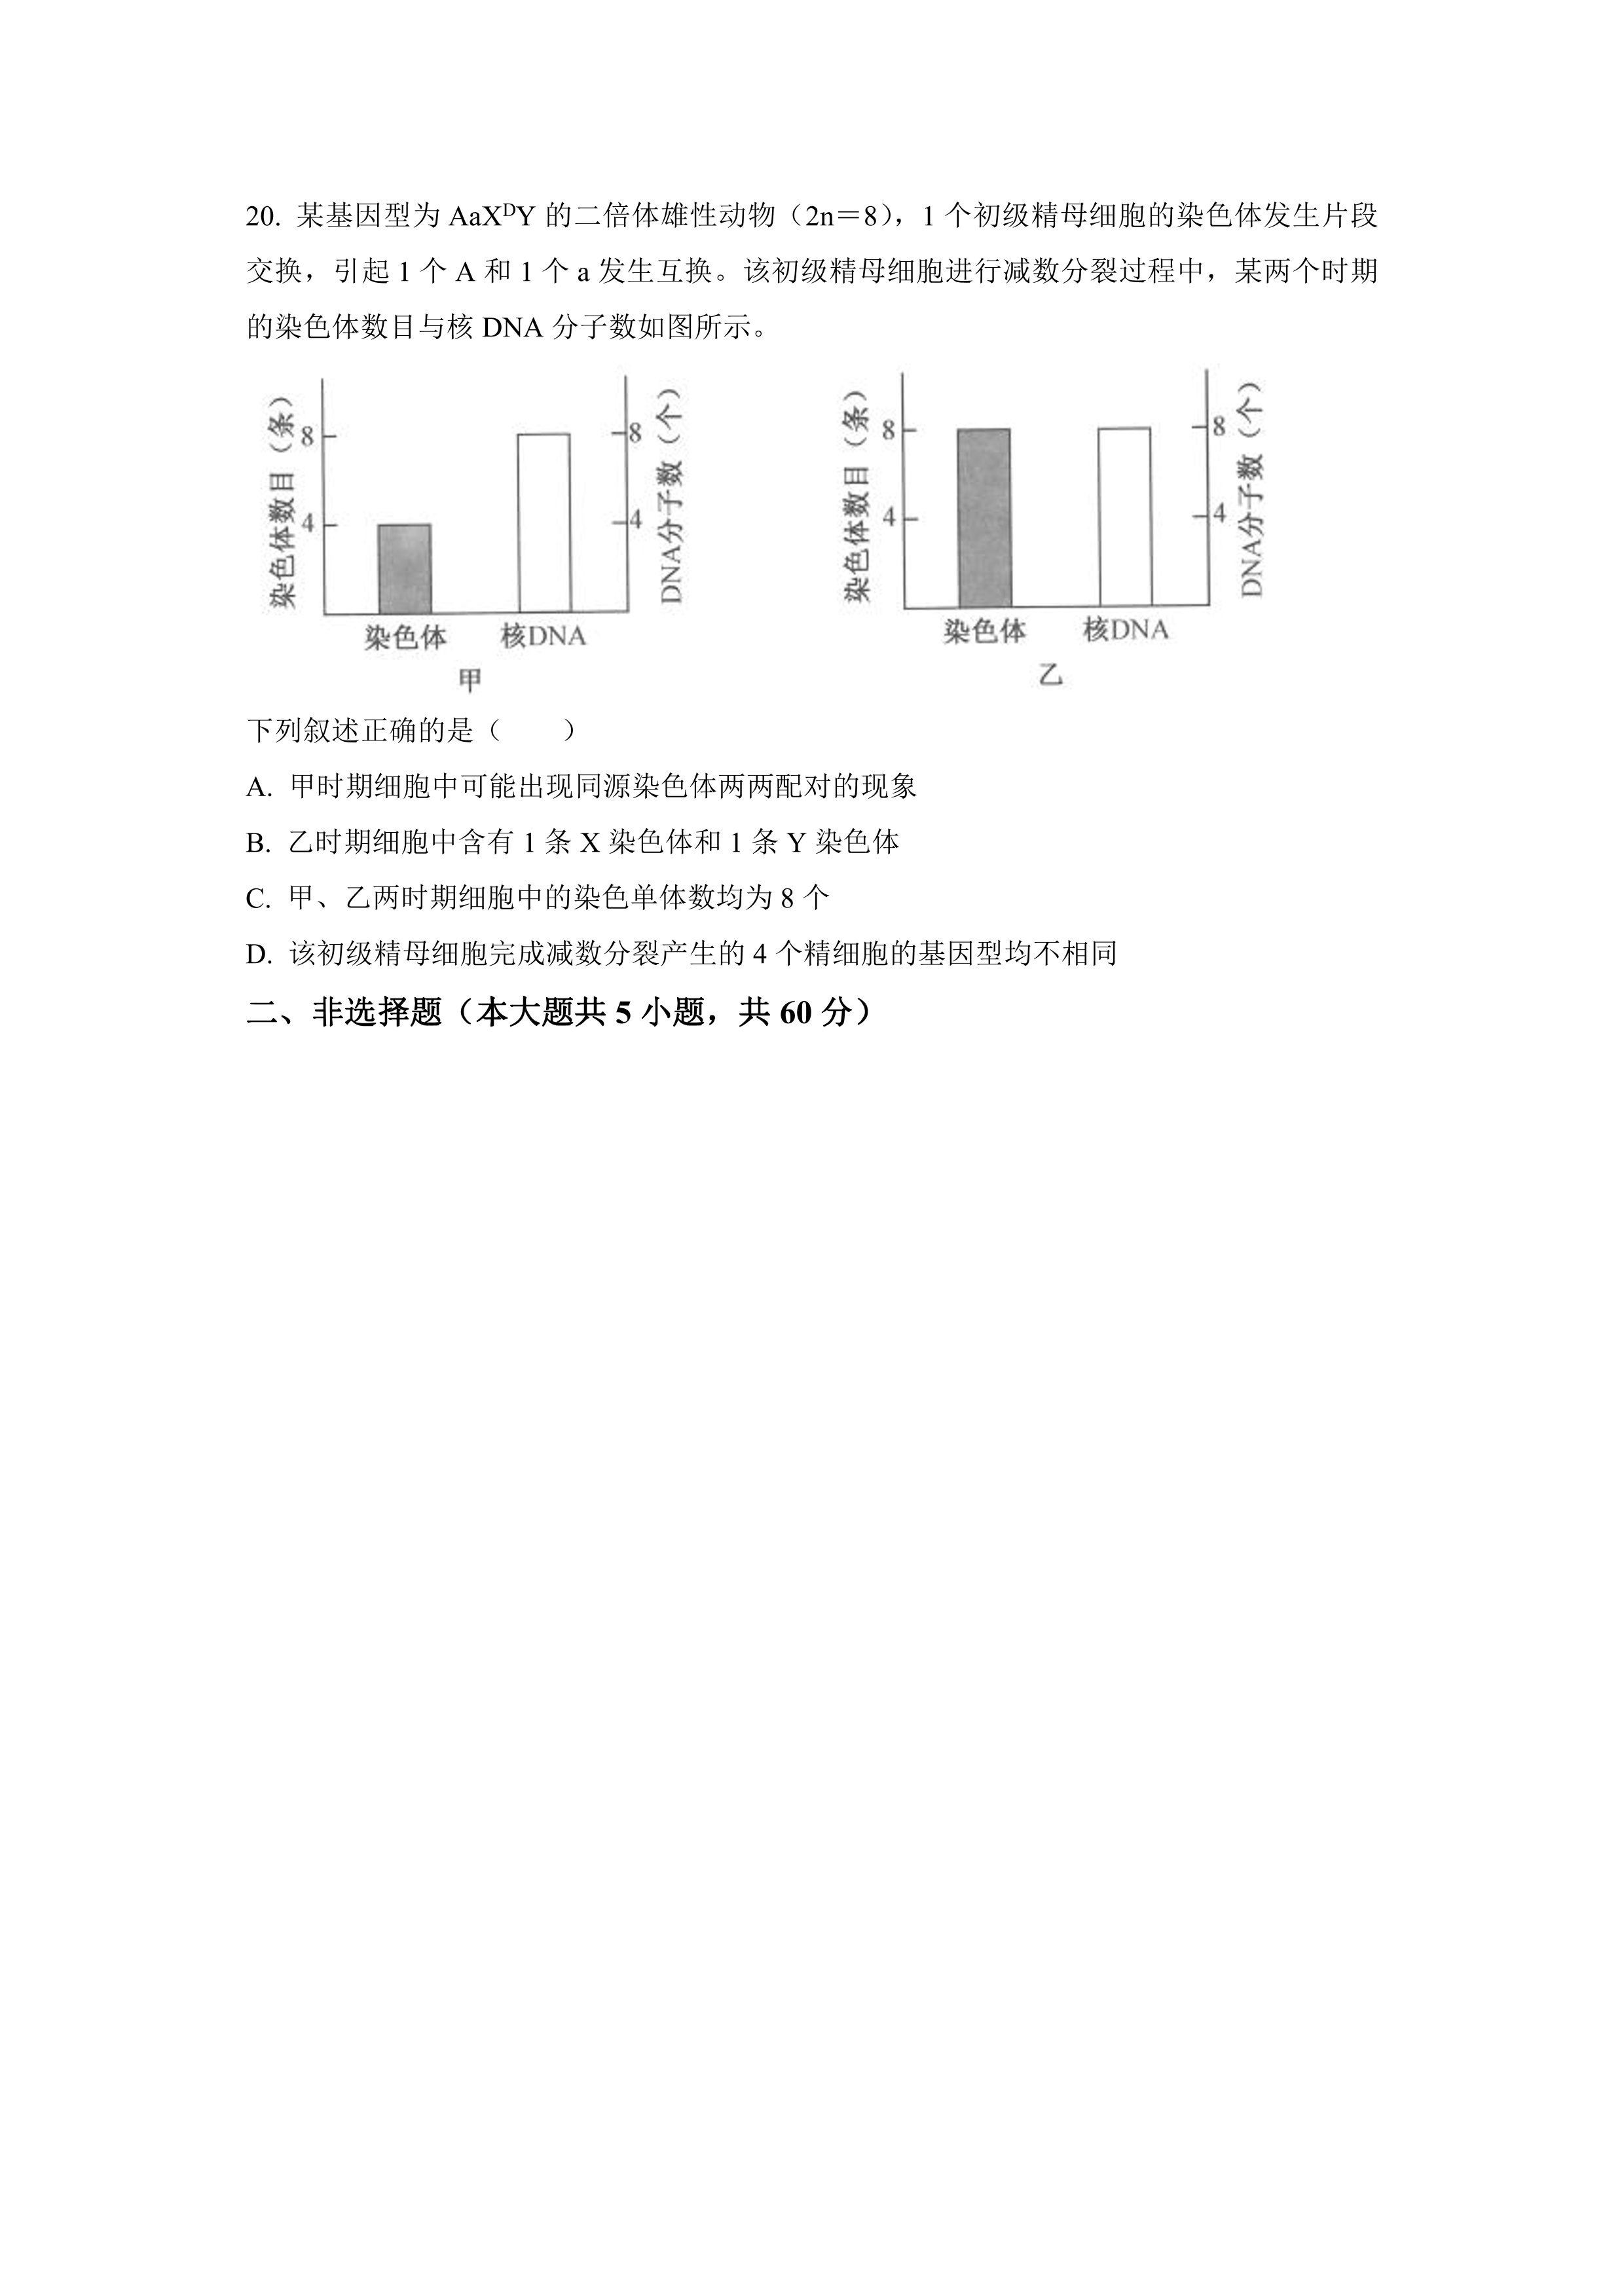 20. 某基因型为 AaXᴰY 的二倍体雄性动物（2n＝8），1 个初级精母细胞的染色体发生片段
交换，引起 1 个 A 和 1 个 a 发生互换。该初级精母细胞进行减数分裂过程中，某两个时期
的染色体数目与核 DNA 分子数如图所示。
染色体数目（条）
8
4
8
4
DNA分子数（个）
染色体
核DNA
甲
染色体数目（条）
8
4
8
4
DNA分子数（个）
染色体
核DNA
乙
下列叙述正确的是（　　）
A. 甲时期细胞中可能出现同源染色体两两配对的现象
B. 乙时期细胞中含有 1 条 X 染色体和 1 条 Y 染色体
C. 甲、乙两时期细胞中的染色单体数均为 8 个
D. 该初级精母细胞完成减数分裂产生的 4 个精细胞的基因型均不相同
二、非选择题（本大题共 5 小题，共 60 分）